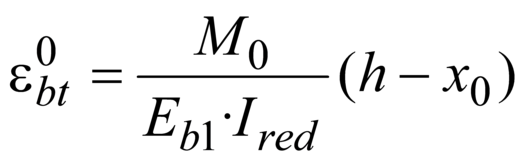 ε⁰_bt = M₀ / (E_b1·I_red) (h − x₀)